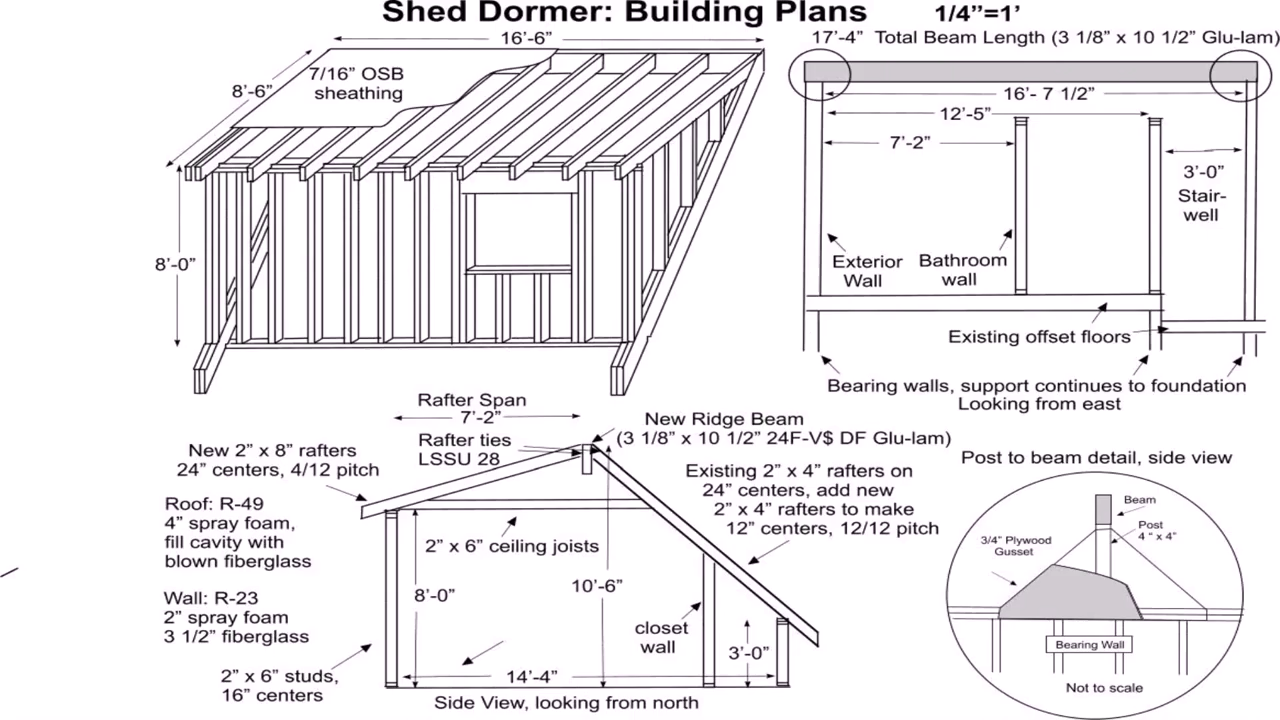 Shed Dormer: Building Plans
1/4”=1’
16’-6”
7/16” OSB
sheathing
8’-6”
8’-0”
17’-4” Total Beam Length (3 1/8” x 10 1/2” Glu-lam)
16’- 7 1/2”
12’-5”
7’-2”
3’-0”
Stair-
well
Exterior
Wall
Bathroom
wall
Existing offset floors
Bearing walls, support continues to foundation
Looking from east
Rafter Span
7’-2”
Rafter ties
LSSU 28
New Ridge Beam
(3 1/8” x 10 1/2” 24F-V$ DF Glu-lam)
New 2” x 8” rafters
24” centers, 4/12 pitch
Roof: R-49
4” spray foam,
fill cavity with
blown fiberglass
Wall: R-23
2” spray foam
3 1/2” fiberglass
2” x 6” studs,
16” centers
Existing 2” x 4” rafters on
24” centers, add new
2” x 4” rafters to make
12” centers, 12/12 pitch
2” x 6” ceiling joists
8’-0”
10’-6”
closet
wall
3’-0”
14’-4”
Side View, looking from north
Post to beam detail, side view
Beam
Post
4 “ x 4”
3/4” Plywood
Gusset
Bearing Wall
Not to scale